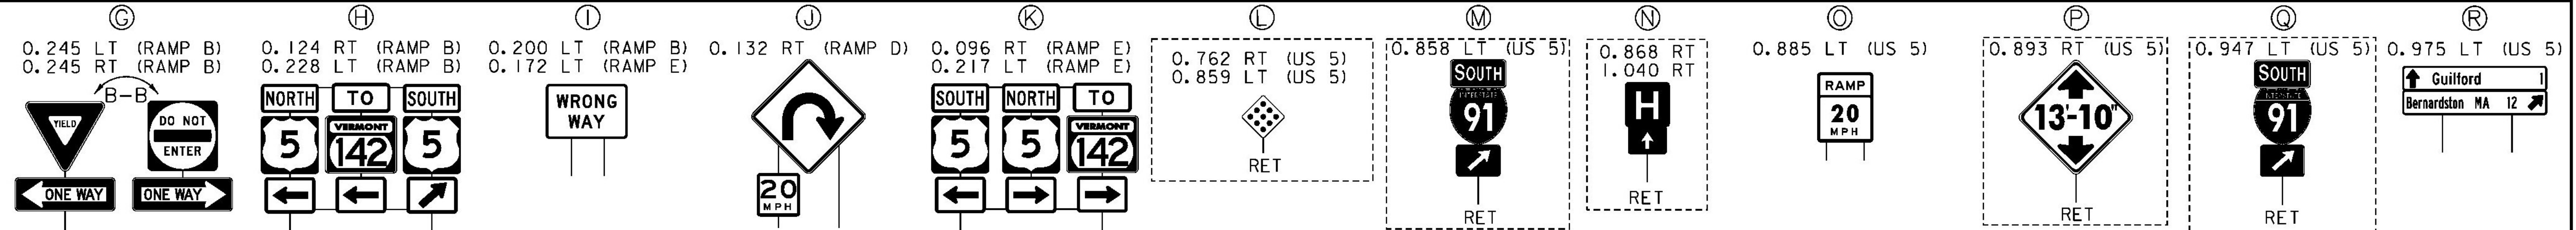 G
0.245 LT (RAMP B)
0.245 RT (RAMP B)
B-B
YIELD
ONE WAY
DO NOT
ENTER
ONE WAY
H
0.124 RT (RAMP B)
0.228 LT (RAMP B)
NORTH TO SOUTH
5 VERMONT 142 5
I
0.200 LT (RAMP B)
0.172 LT (RAMP E)
WRONG
WAY
J
0.132 RT (RAMP D)
20
MPH
K
0.096 RT (RAMP E)
0.217 LT (RAMP E)
SOUTH NORTH TO
5 5 VERMONT 142
L
0.762 RT (US 5)
0.859 LT (US 5)
RET
M
0.858 LT (US 5)
SOUTH
INTERSTATE
91
RET
N
0.868 RT
1.040 RT
H
RET
O
0.885 LT (US 5)
RAMP
20
MPH
P
0.893 RT (US 5)
13'-10"
RET
Q
0.947 LT (US 5)
SOUTH
INTERSTATE
91
RET
R
0.975 LT (US 5)
Guilford 1
Bernardston MA 12